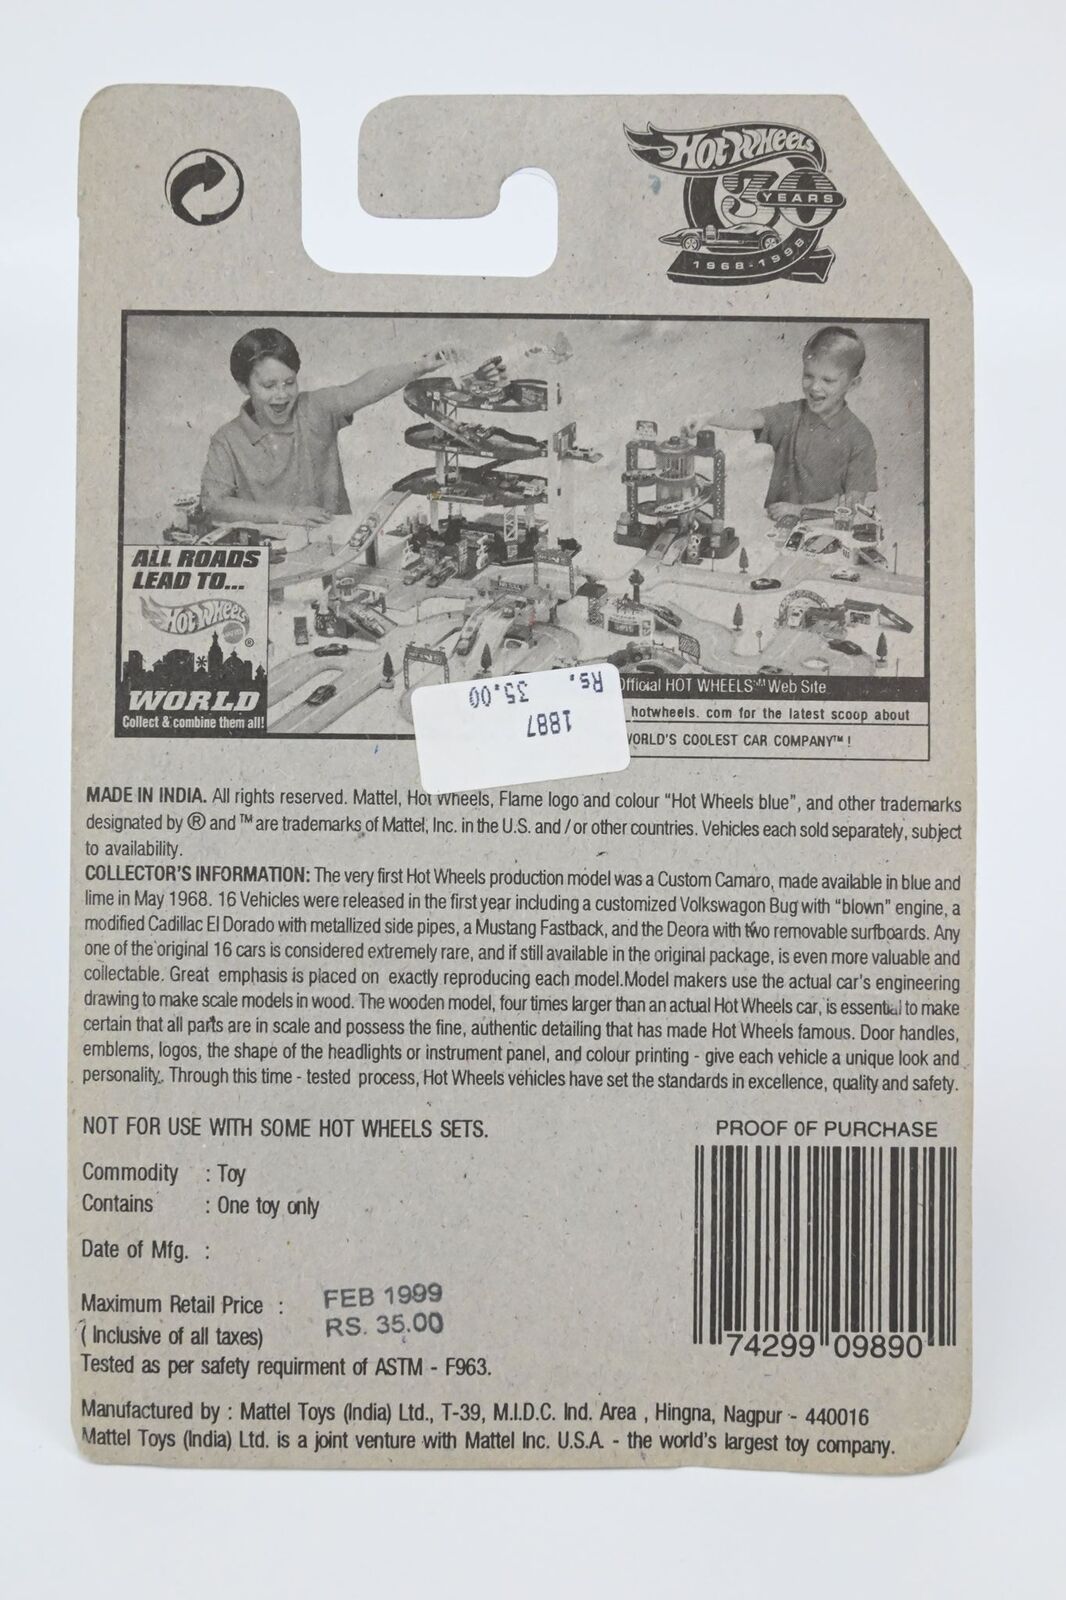 Hot Wheels
30
YEARS
1968-1998
ALL ROADS
LEAD TO...
Hot Wheels
®
WORLD
Collect & combine them all!
Official HOT WHEELS℠ Web Site
hotwheels. com for the latest scoop about
WORLD'S COOLEST CAR COMPANY™ !
Rs. 35.00
1887
MADE IN INDIA. All rights reserved. Mattel, Hot Wheels, Flame logo and colour "Hot Wheels blue", and other trademarks
designated by ® and ™ are trademarks of Mattel, Inc. in the U.S. and / or other countries. Vehicles each sold separately, subject
to availability.
COLLECTOR'S INFORMATION: The very first Hot Wheels production model was a Custom Camaro, made available in blue and
lime in May 1968. 16 Vehicles were released in the first year including a customized Volkswagon Bug with "blown" engine, a
modified Cadillac El Dorado with metallized side pipes, a Mustang Fastback, and the Deora with two removable surfboards. Any
one of the original 16 cars is considered extremely rare, and if still available in the original package, is even more valuable and
collectable. Great emphasis is placed on exactly reproducing each model.Model makers use the actual car's engineering
drawing to make scale models in wood. The wooden model, four times larger than an actual Hot Wheels car, is essential to make
certain that all parts are in scale and possess the fine, authentic detailing that has made Hot Wheels famous. Door handles,
emblems, logos, the shape of the headlights or instrument panel, and colour printing - give each vehicle a unique look and
personality. Through this time - tested process, Hot Wheels vehicles have set the standards in excellence, quality and safety.
NOT FOR USE WITH SOME HOT WHEELS SETS.
PROOF OF PURCHASE
Commodity : Toy
Contains : One toy only
Date of Mfg. :
FEB 1999
Maximum Retail Price :
RS. 35.00
( Inclusive of all taxes)
74299 09890
Tested as per safety requirment of ASTM - F963.
Manufactured by : Mattel Toys (India) Ltd., T-39, M.I.D.C. Ind. Area , Hingna, Nagpur - 440016
Mattel Toys (India) Ltd. is a joint venture with Mattel Inc. U.S.A. - the world's largest toy company.